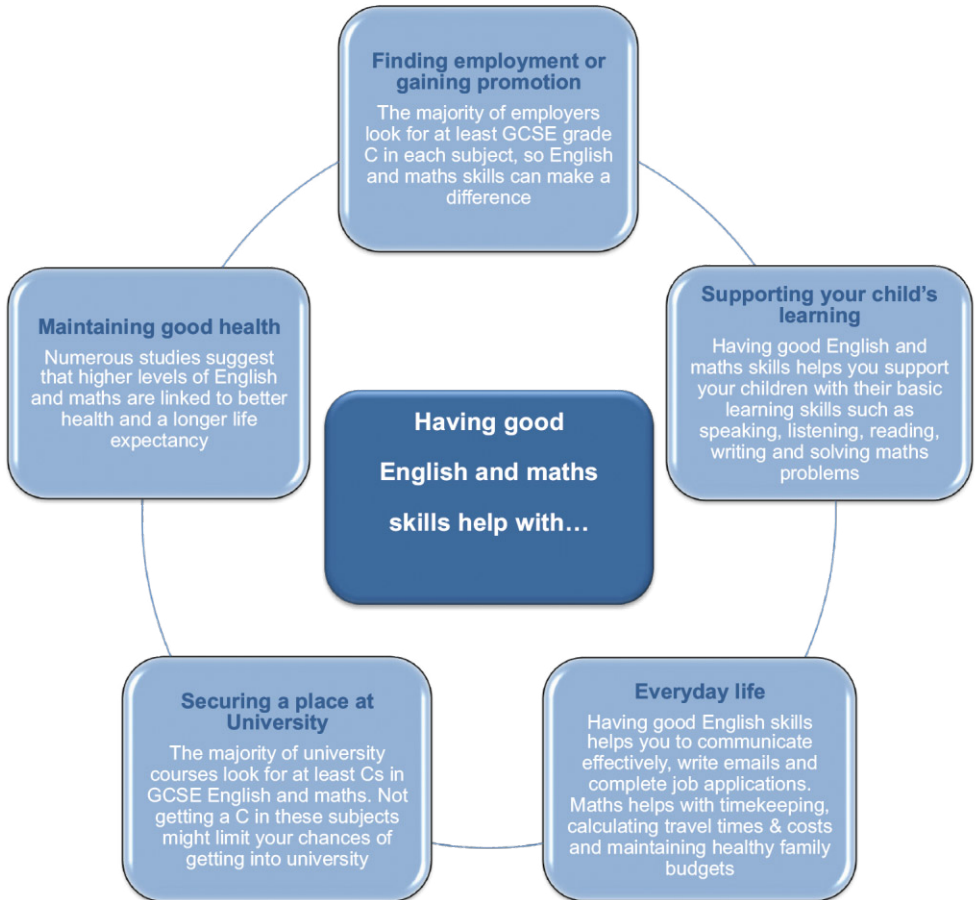 Finding employment or
gaining promotion
The majority of employers
look for at least GCSE grade
C in each subject, so English
and maths skills can make a
difference
Supporting your child's
learning
Having good English and
maths skills helps you support
your children with their basic
learning skills such as
speaking, listening, reading,
writing and solving maths
problems
Everyday life
Having good English skills
helps you to communicate
effectively, write emails and
complete job applications.
Maths helps with timekeeping,
calculating travel times & costs
and maintaining healthy family
budgets
Securing a place at
University
The majority of university
courses look for at least Cs in
GCSE English and maths. Not
getting a C in these subjects
might limit your chances of
getting into university
Maintaining good health
Numerous studies suggest
that higher levels of English
and maths are linked to better
health and a longer life
expectancy
Having good
English and maths
skills help with…